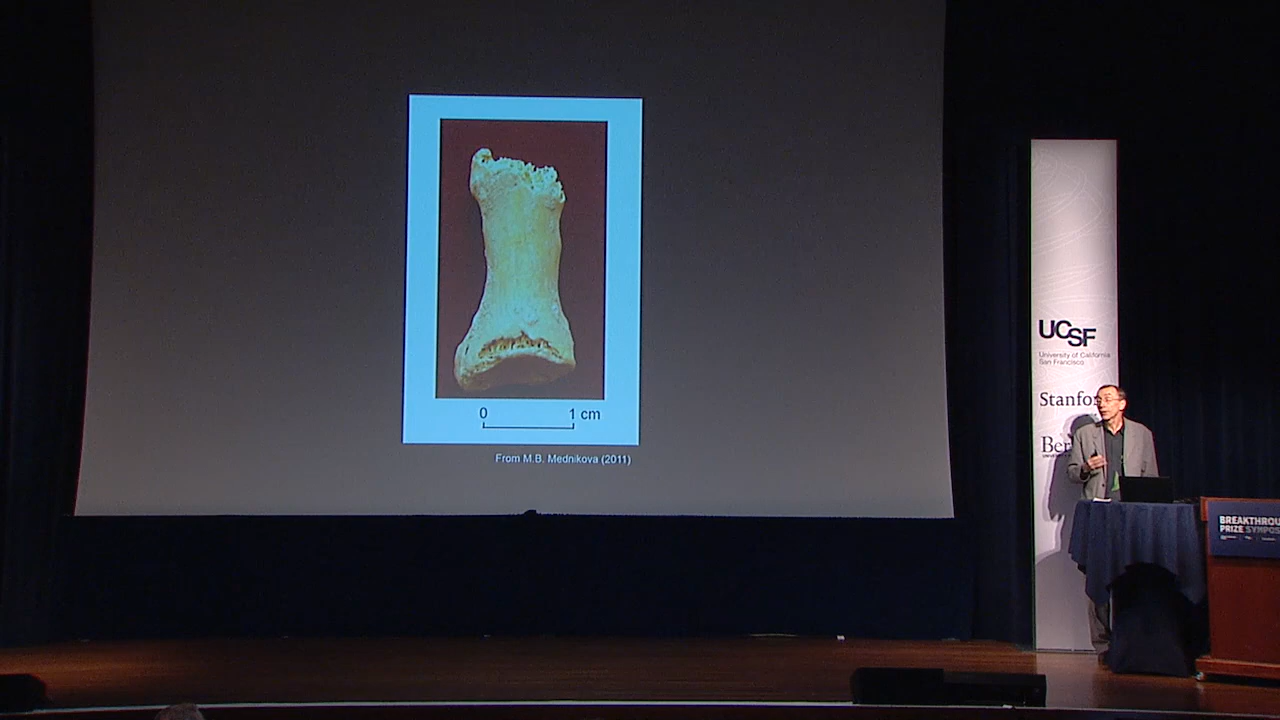 0 1 cm
From M.B. Mednikova (2011)
UCSF
University of California
San Francisco
Stanfo
Ber
BREAKTHROU
PRIZE SYMPOS